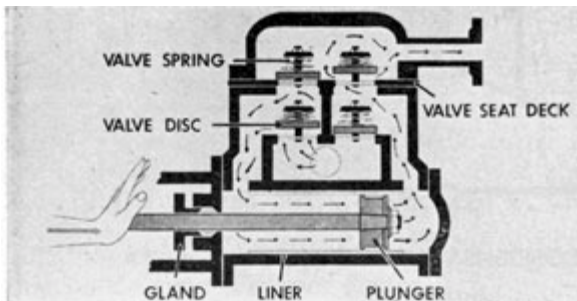 VALVE SPRING
VALVE SEAT DECK
VALVE DISC
GLAND
LINER
PLUNGER